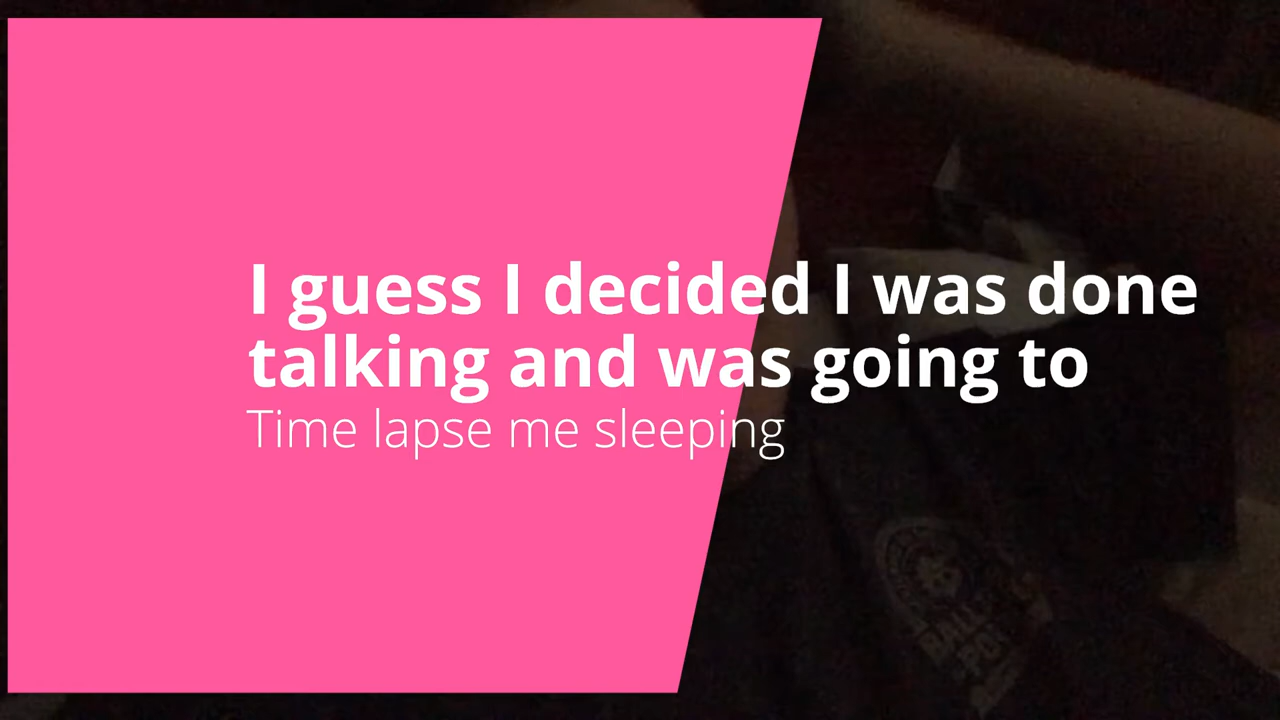 I guess I decided I was done
talking and was going to
Time lapse me sleeping